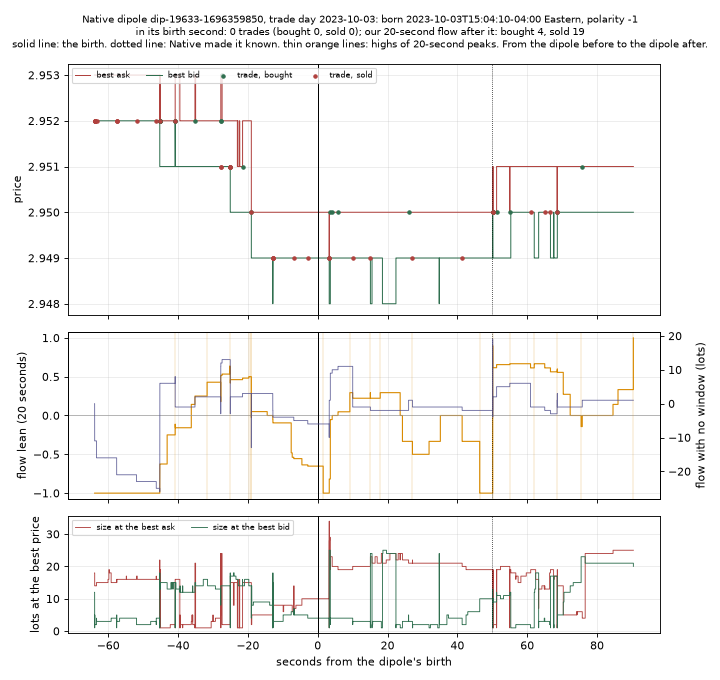 Native dipole dip-19633-1696359850, trade day 2023-10-03: born 2023-10-03T15:04:10-04:00 Eastern, polarity -1
in its birth second: 0 trades (bought 0, sold 0); our 20-second flow after it: bought 4, sold 19
solid line: the birth. dotted line: Native made it known. thin orange lines: highs of 20-second peaks. From the dipole before to the dipole after.
best ask
best bid
trade, bought
trade, sold
2.953
2.952
2.951
2.950
2.949
2.948
price
1.0
0.5
0.0
−0.5
−1.0
flow lean (20 seconds)
20
10
0
−10
−20
flow with no window (lots)
size at the best ask
size at the best bid
30
20
10
0
lots at the best price
−60
−40
−20
0
20
40
60
80
seconds from the dipole's birth